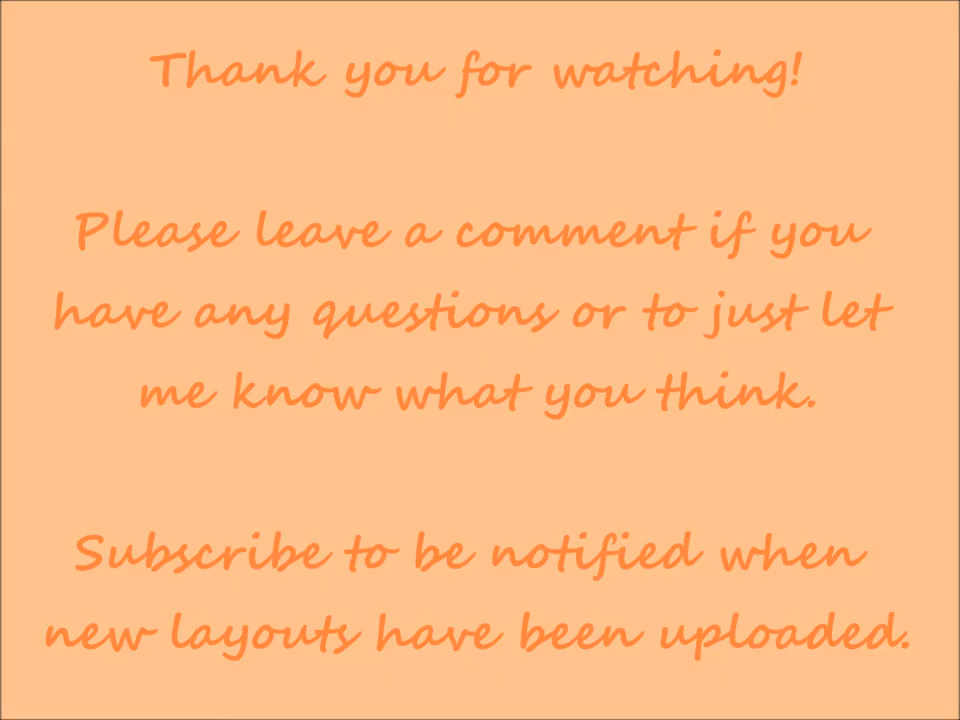 Thank you for watching!
Please leave a comment if you
have any questions or to just let
me know what you think.
Subscribe to be notified when
new layouts have been uploaded.